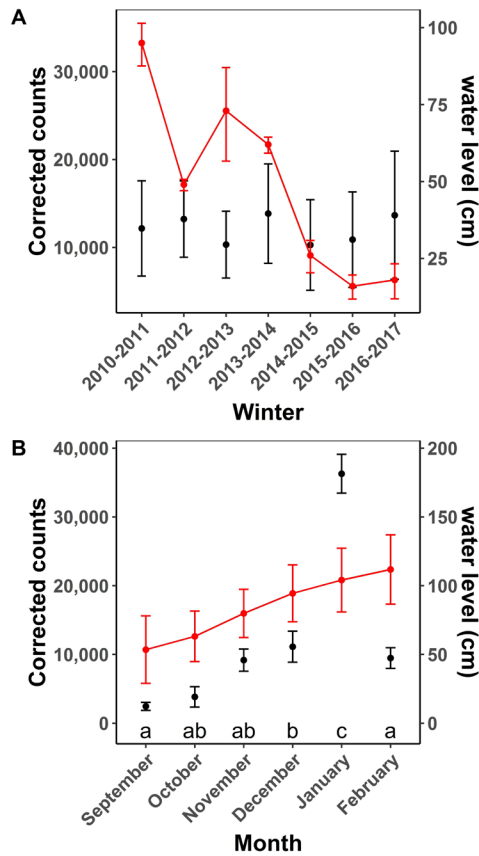 A
30,000
20,000
10,000
Corrected counts
100
75
50
25
water level (cm)
2010-2011
2011-2012
2012-2013
2013-2014
2014-2015
2015-2016
2016-2017
Winter
B
40,000
30,000
20,000
10,000
0
Corrected counts
200
150
100
50
0
water level (cm)
a ab ab b c a
September
October
November
December
January
February
Month